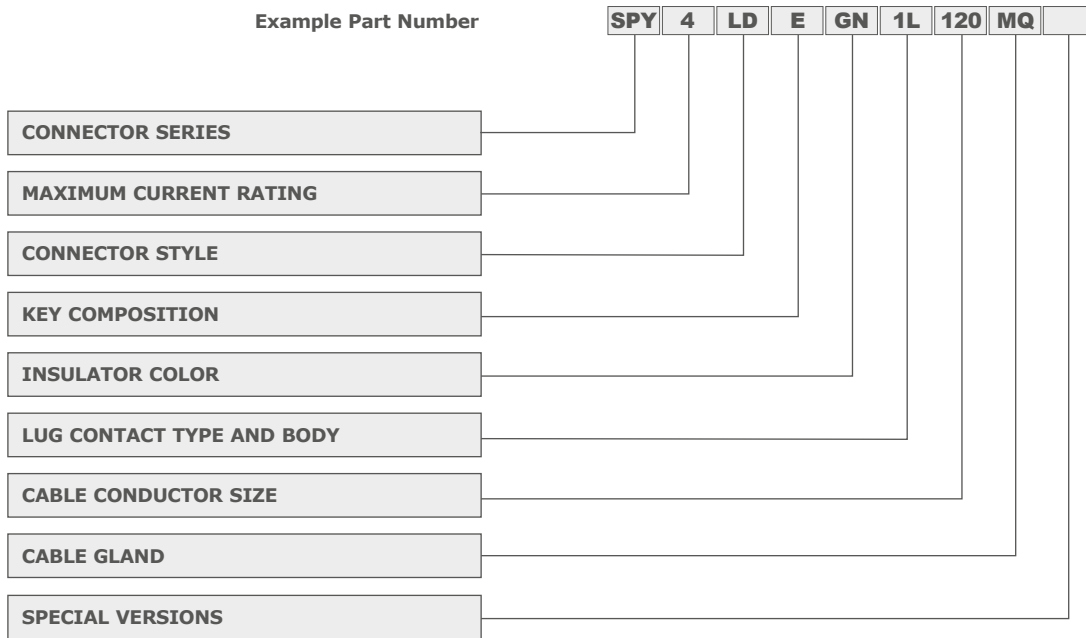 Example Part Number SPY 4 LD E GN 1L 120 MQ
CONNECTOR SERIES
MAXIMUM CURRENT RATING
CONNECTOR STYLE
KEY COMPOSITION
INSULATOR COLOR
LUG CONTACT TYPE AND BODY
CABLE CONDUCTOR SIZE
CABLE GLAND
SPECIAL VERSIONS